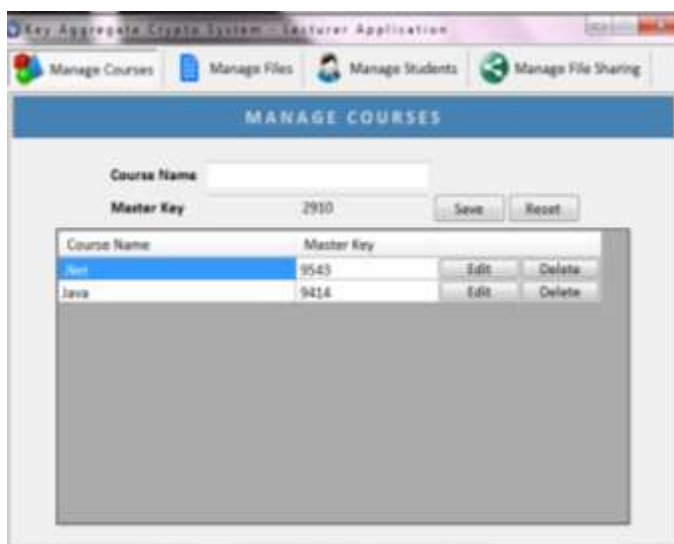 Key Aggregate Crypto System - Lecturer Application
Manage Courses Manage Files Manage Students Manage File Sharing
MANAGE COURSES
Course Name
Master Key 2910 Save Reset
Course Name Master Key
.Net 9543 Edit Delete
Java 9414 Edit Delete